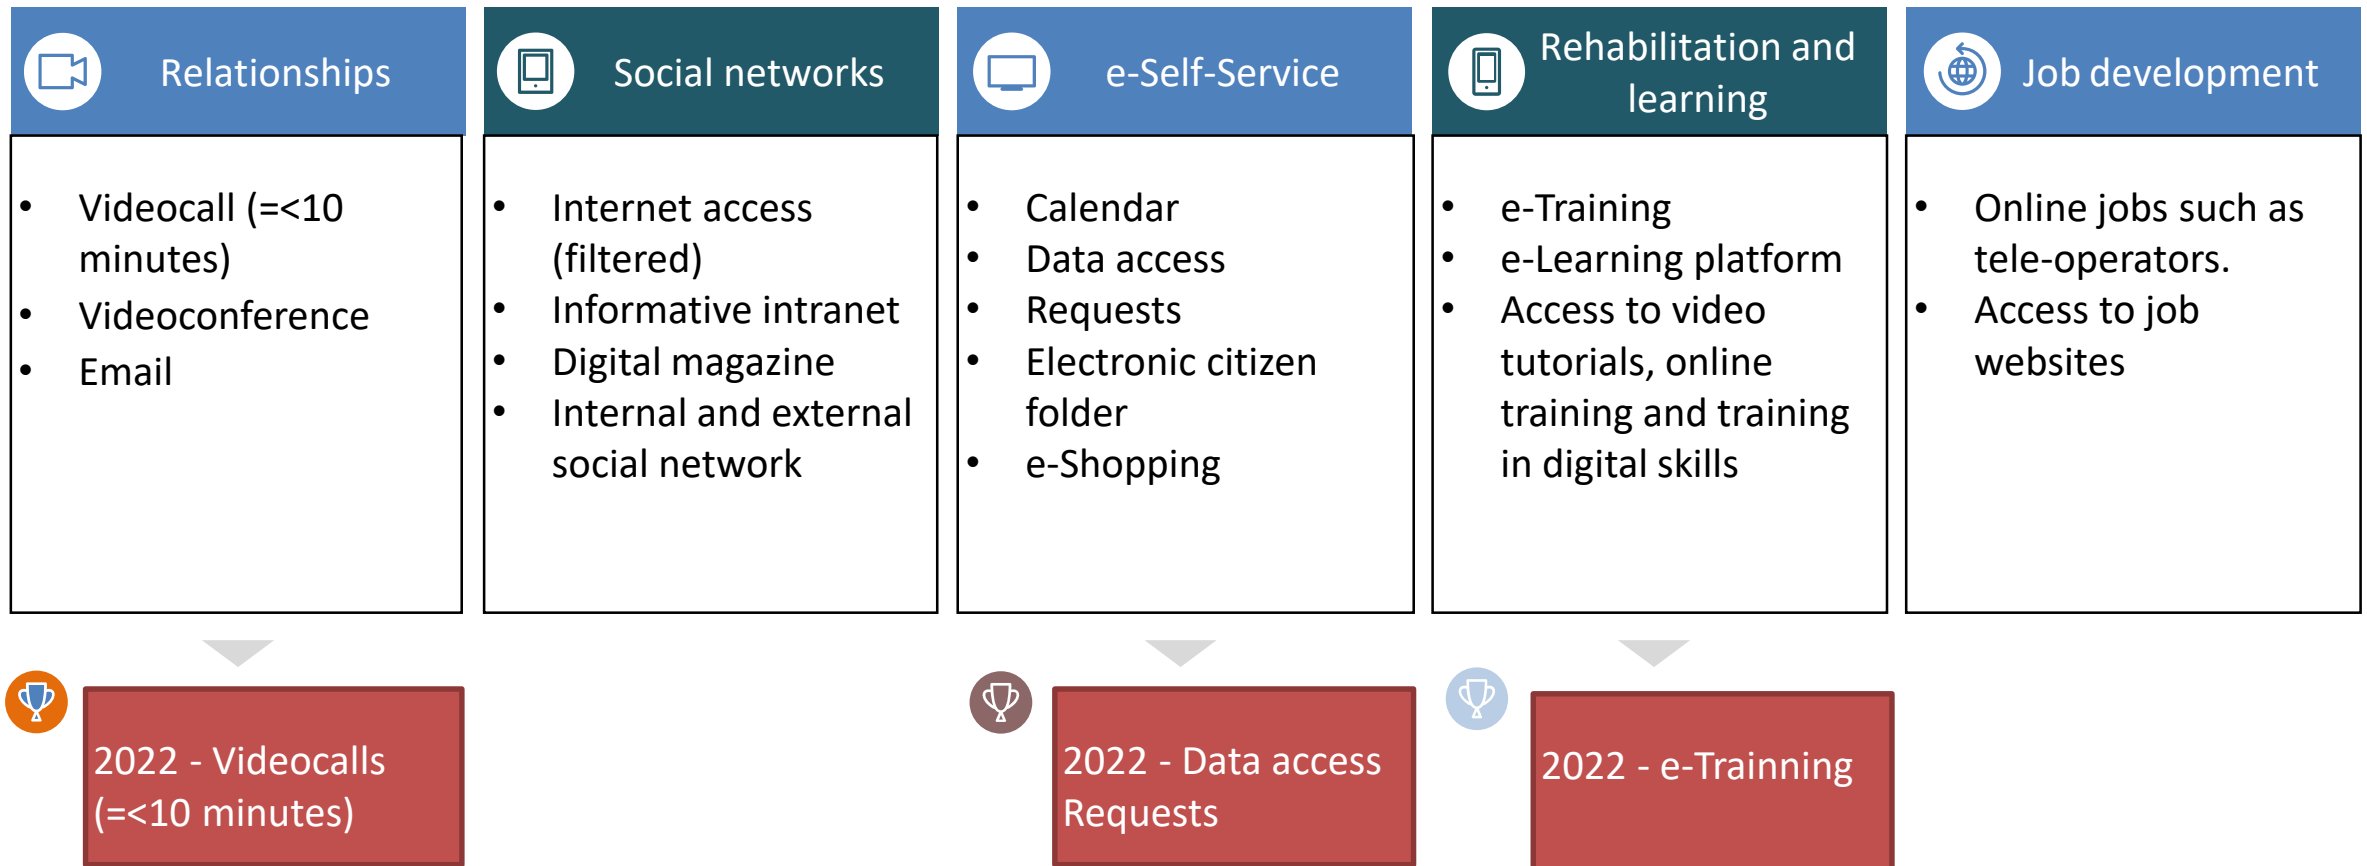 Relationships
• Videocall (=<10
minutes)
• Videoconference
• Email
2022 - Videocalls
(=<10 minutes)
Social networks
• Internet access
(filtered)
• Informative intranet
• Digital magazine
• Internal and external
social network
e-Self-Service
• Calendar
• Data access
• Requests
• Electronic citizen
folder
• e-Shopping
2022 - Data access
Requests
Rehabilitation and
learning
• e-Training
• e-Learning platform
• Access to video
tutorials, online
training and training
in digital skills
2022 - e-Trainning
Job development
• Online jobs such as
tele-operators.
• Access to job
websites